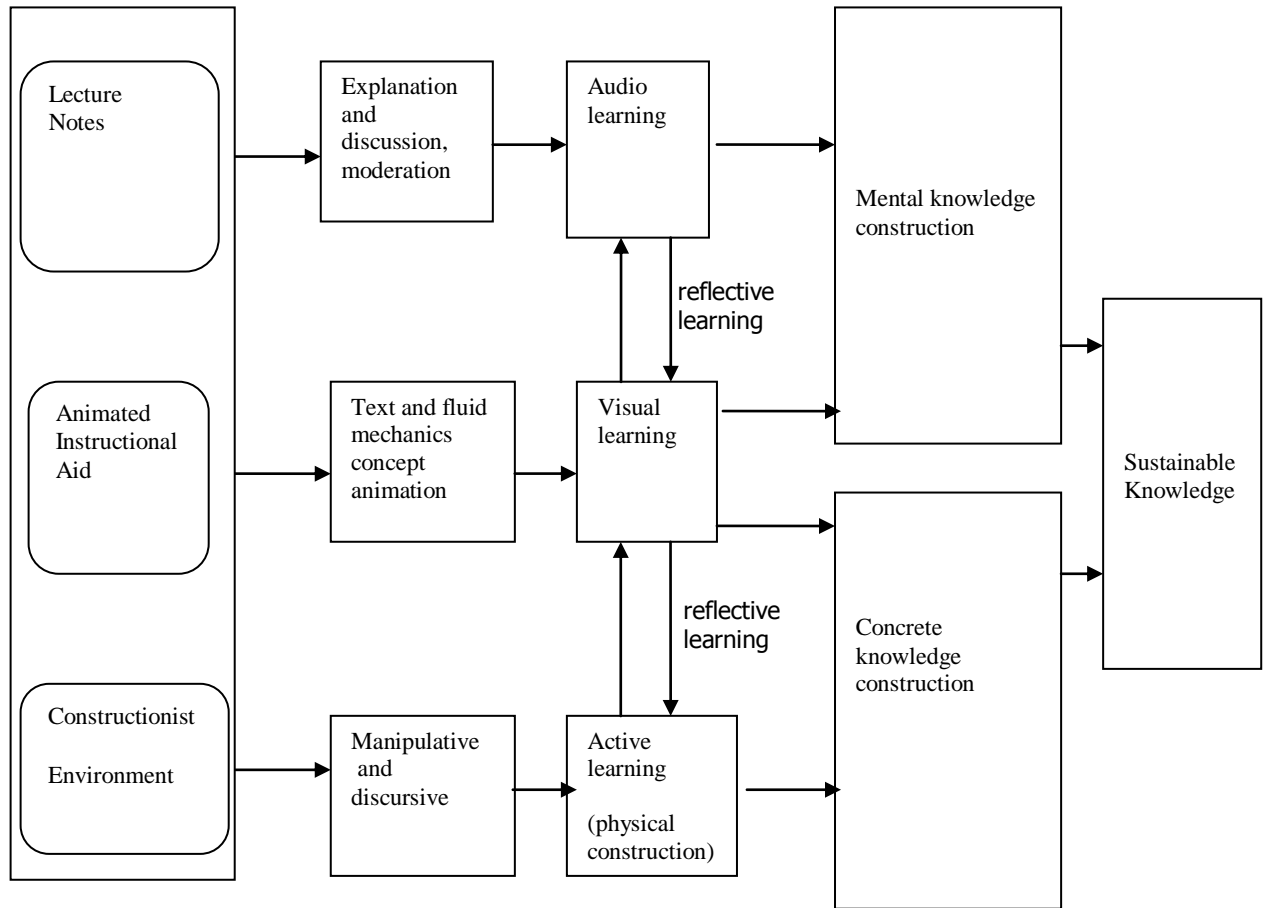 Lecture
Notes
Explanation
and
discussion,
moderation
Audio
learning
Mental knowledge
construction
reflective
learning
Animated
Instructional
Aid
Text and fluid
mechanics
concept
animation
Visual
learning
Sustainable
Knowledge
reflective
learning
Concrete
knowledge
construction
Constructionist
Environment
Manipulative
and
discursive
Active
learning
(physical
construction)